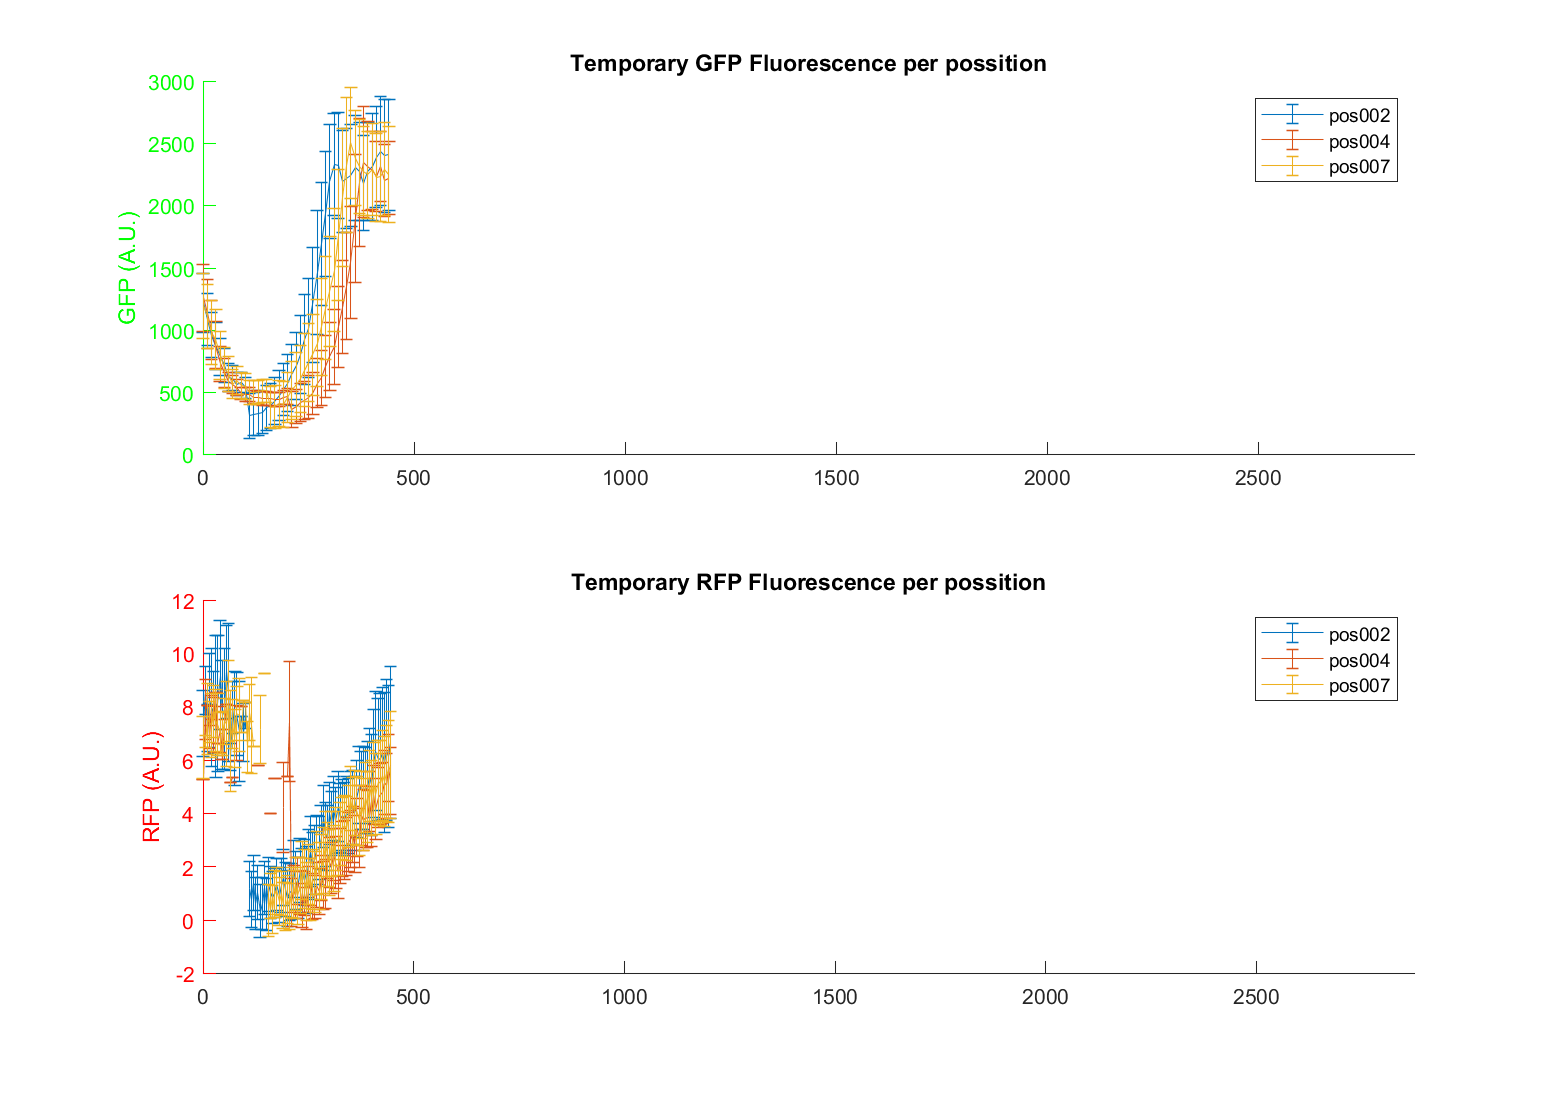 Temporary GFP Fluorescence per possition
3000
2500
2000
1500
1000
500
0
GFP (A.U.)
pos002
pos004
pos007
0 500 1000 1500 2000 2500
Temporary RFP Fluorescence per possition
12
10
8
6
4
2
0
-2
RFP (A.U.)
pos002
pos004
pos007
0 500 1000 1500 2000 2500